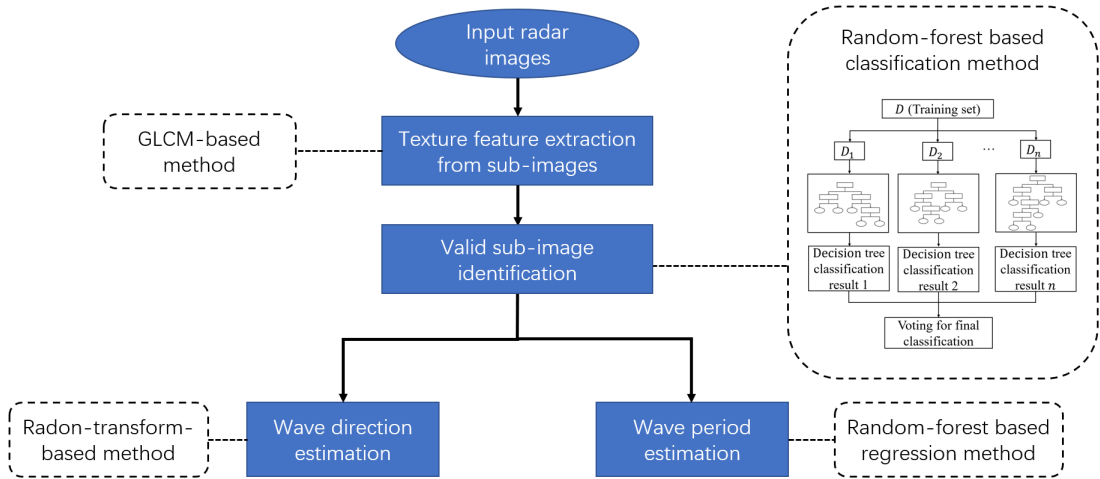 Input radar
images
GLCM-based
method
Texture feature extraction
from sub-images
Valid sub-image
identification
Random-forest based
classification method
D (Training set)
D₁
D₂
...
Dₙ
Decision tree
classification
result 1
Decision tree
classification
result 2
Decision tree
classification
result n
Voting for final
classification
Radon-transform-
based method
Wave direction
estimation
Wave period
estimation
Random-forest based
regression method